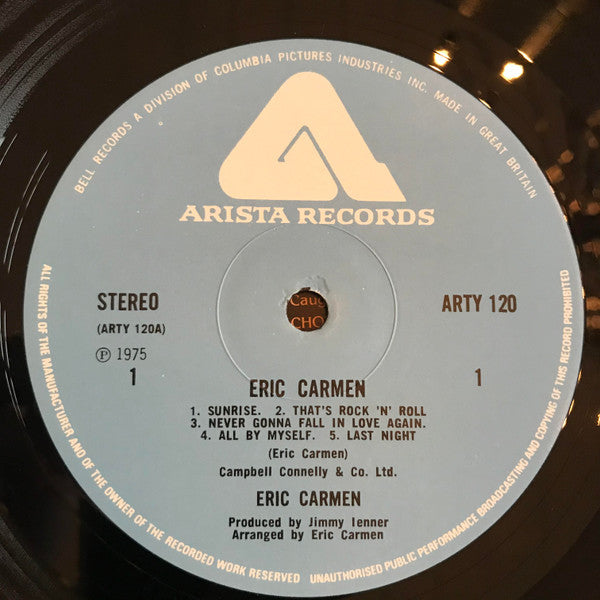 BELL RECORDS A DIVISION OF COLUMBIA PICTURES INDUSTRIES INC. MADE IN GREAT BRITAIN
ARISTA RECORDS
STEREO
ARTY 120
(ARTY 120A)
℗ 1975
1
1
Caug
CHO
ERIC CARMEN
1. SUNRISE. 2. THAT'S ROCK 'N' ROLL
3. NEVER GONNA FALL IN LOVE AGAIN.
4. ALL BY MYSELF. 5. LAST NIGHT
(Eric Carmen)
Campbell Connelly & Co. Ltd.
ERIC CARMEN
Produced by Jimmy Ienner
Arranged by Eric Carmen
ALL RIGHTS OF THE MANUFACTURER AND OF THE OWNER OF THE RECORDED WORK RESERVED UNAUTHORISED PUBLIC PERFORMANCE BROADCASTING AND COPYING OF THIS RECORD PROHIBITED